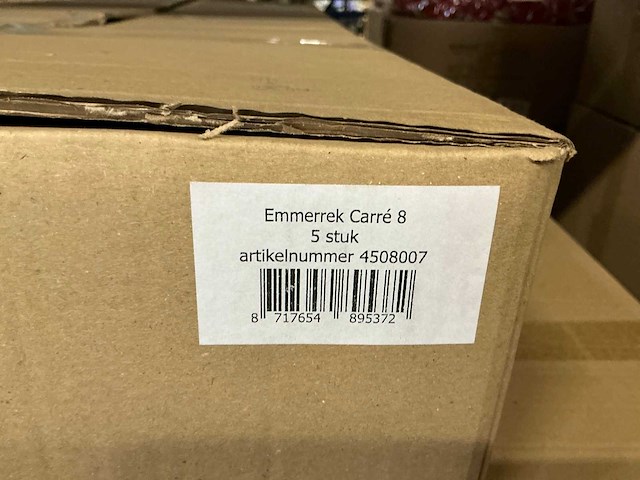 Emmerrek Carré 8
5 stuk
artikelnummer 4508007
8 717654 895372